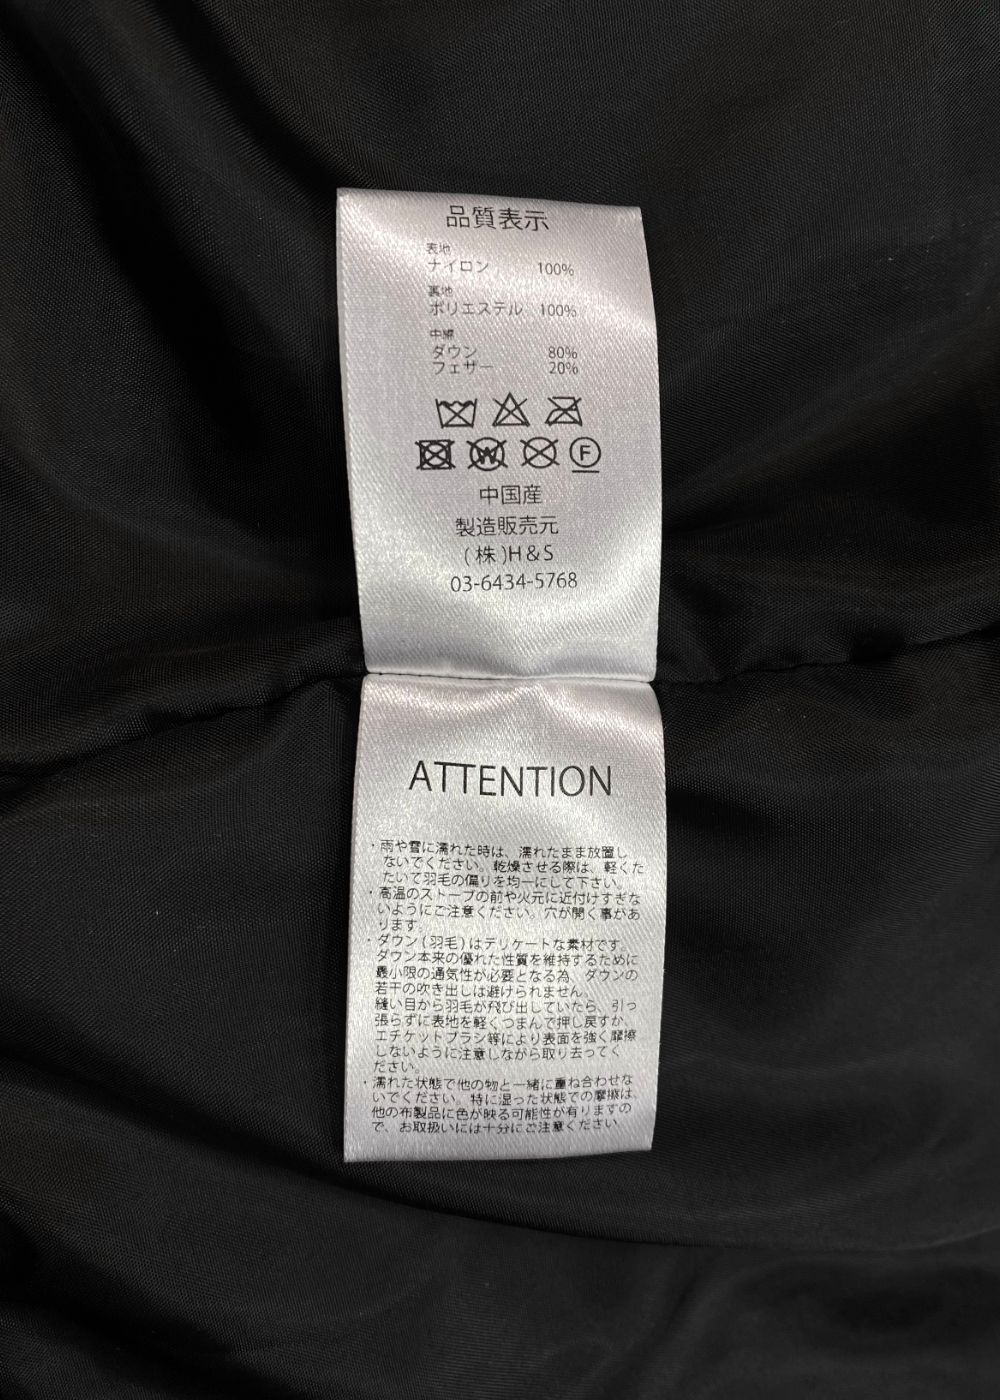 品質表示
表地
ナイロン 100%
裏地
ポリエステル 100%
中綿
ダウン 80%
フェザー 20%
W
F
中国産
製造販売元
(株)H&S
03-6434-5768
ATTENTION
・雨や雪に濡れた時は、濡れたまま放置し
ないでください。乾燥させる際は、軽くた
たいて羽毛の偏りを均一にして下さい。
・高温のストーブの前や火元に近付けすぎな
いようにご注意ください。穴が開く事があ
ります。
・ダウン(羽毛)はデリケートな素材です。
ダウン本来の優れた性質を維持するために
最小限の通気性が必要となる為、ダウンの
若干の吹き出しは避けられません。
縫い目から羽毛が飛び出していたら、引っ
張らずに表地を軽くつまんで押し戻すか、
エチケットブラシ等により表面を強く摩擦
しないように注意しながら取り去ってく
ださい。
・濡れた状態で他の物と一緒に重ね合わせな
いでください。特に湿った状態での摩擦は、
他の布製品に色が映る可能性が有りますの
で、お取扱いには十分にご注意ください。